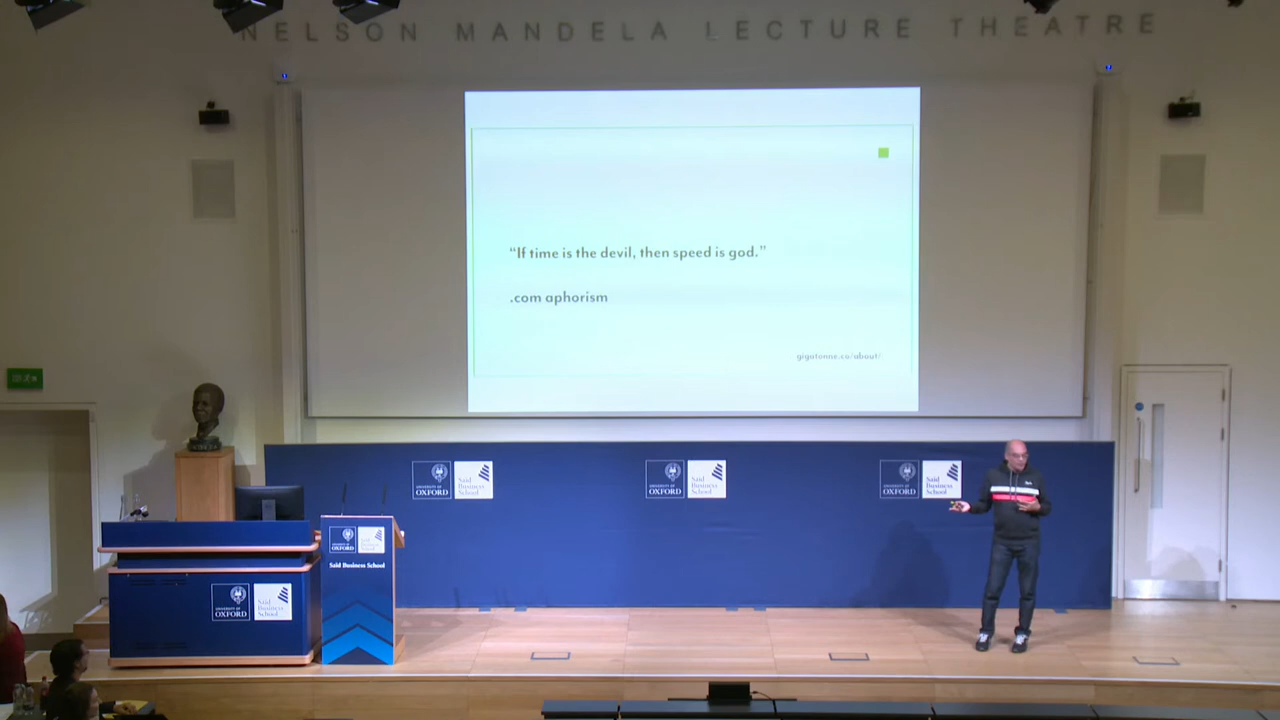 NELSON MANDELA LECTURE THEATRE
“If time is the devil, then speed is god.”
.com aphorism
gigatonne.co/about/
UNIVERSITY OF
OXFORD
Saïd
Business
School
UNIVERSITY OF
OXFORD
Saïd
Business
School
UNIVERSITY OF
OXFORD
Saïd
Business
School
OXFORD
Saïd Business School
UNIVERSITY OF
OXFORD
Saïd
Business
School